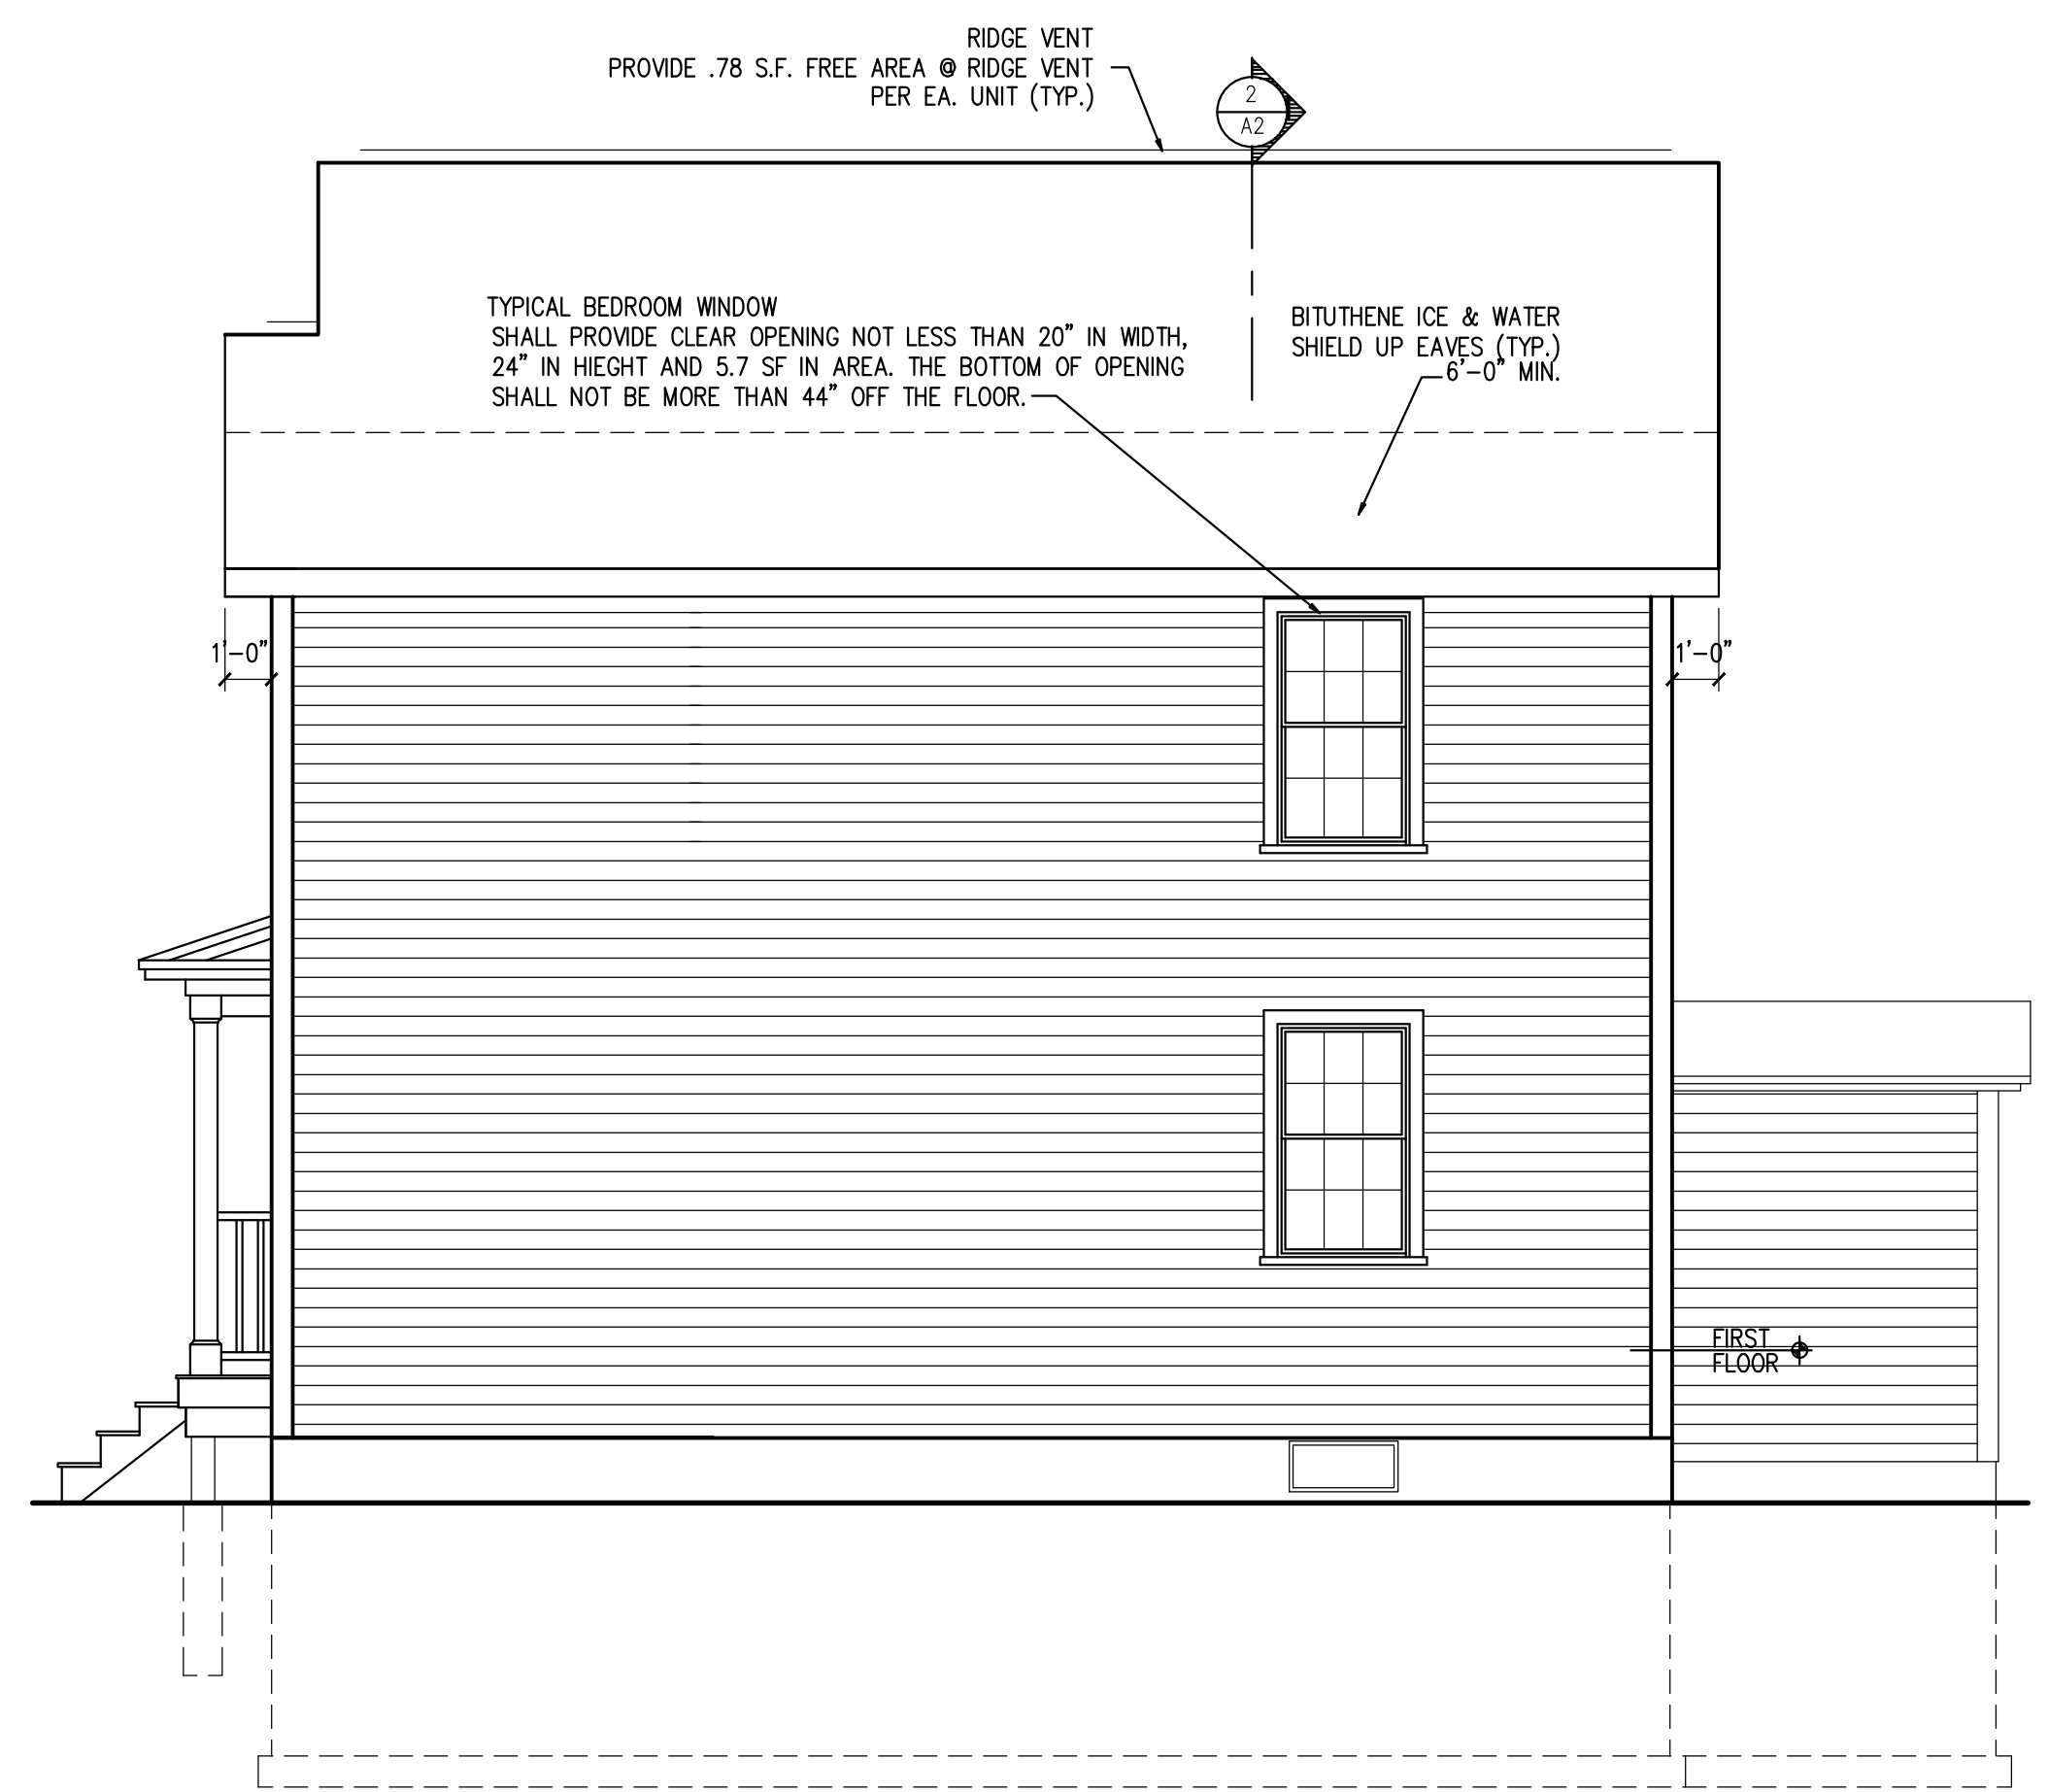 RIDGE VENT
PROVIDE .78 S.F. FREE AREA @ RIDGE VENT
PER EA. UNIT (TYP.)
2
A2
TYPICAL BEDROOM WINDOW
SHALL PROVIDE CLEAR OPENING NOT LESS THAN 20" IN WIDTH,
24" IN HIEGHT AND 5.7 SF IN AREA. THE BOTTOM OF OPENING
SHALL NOT BE MORE THAN 44" OFF THE FLOOR.
BITUTHENE ICE & WATER
SHIELD UP EAVES (TYP.)
6'-0" MIN.
1'-0"
1'-0"
FIRST
FLOOR